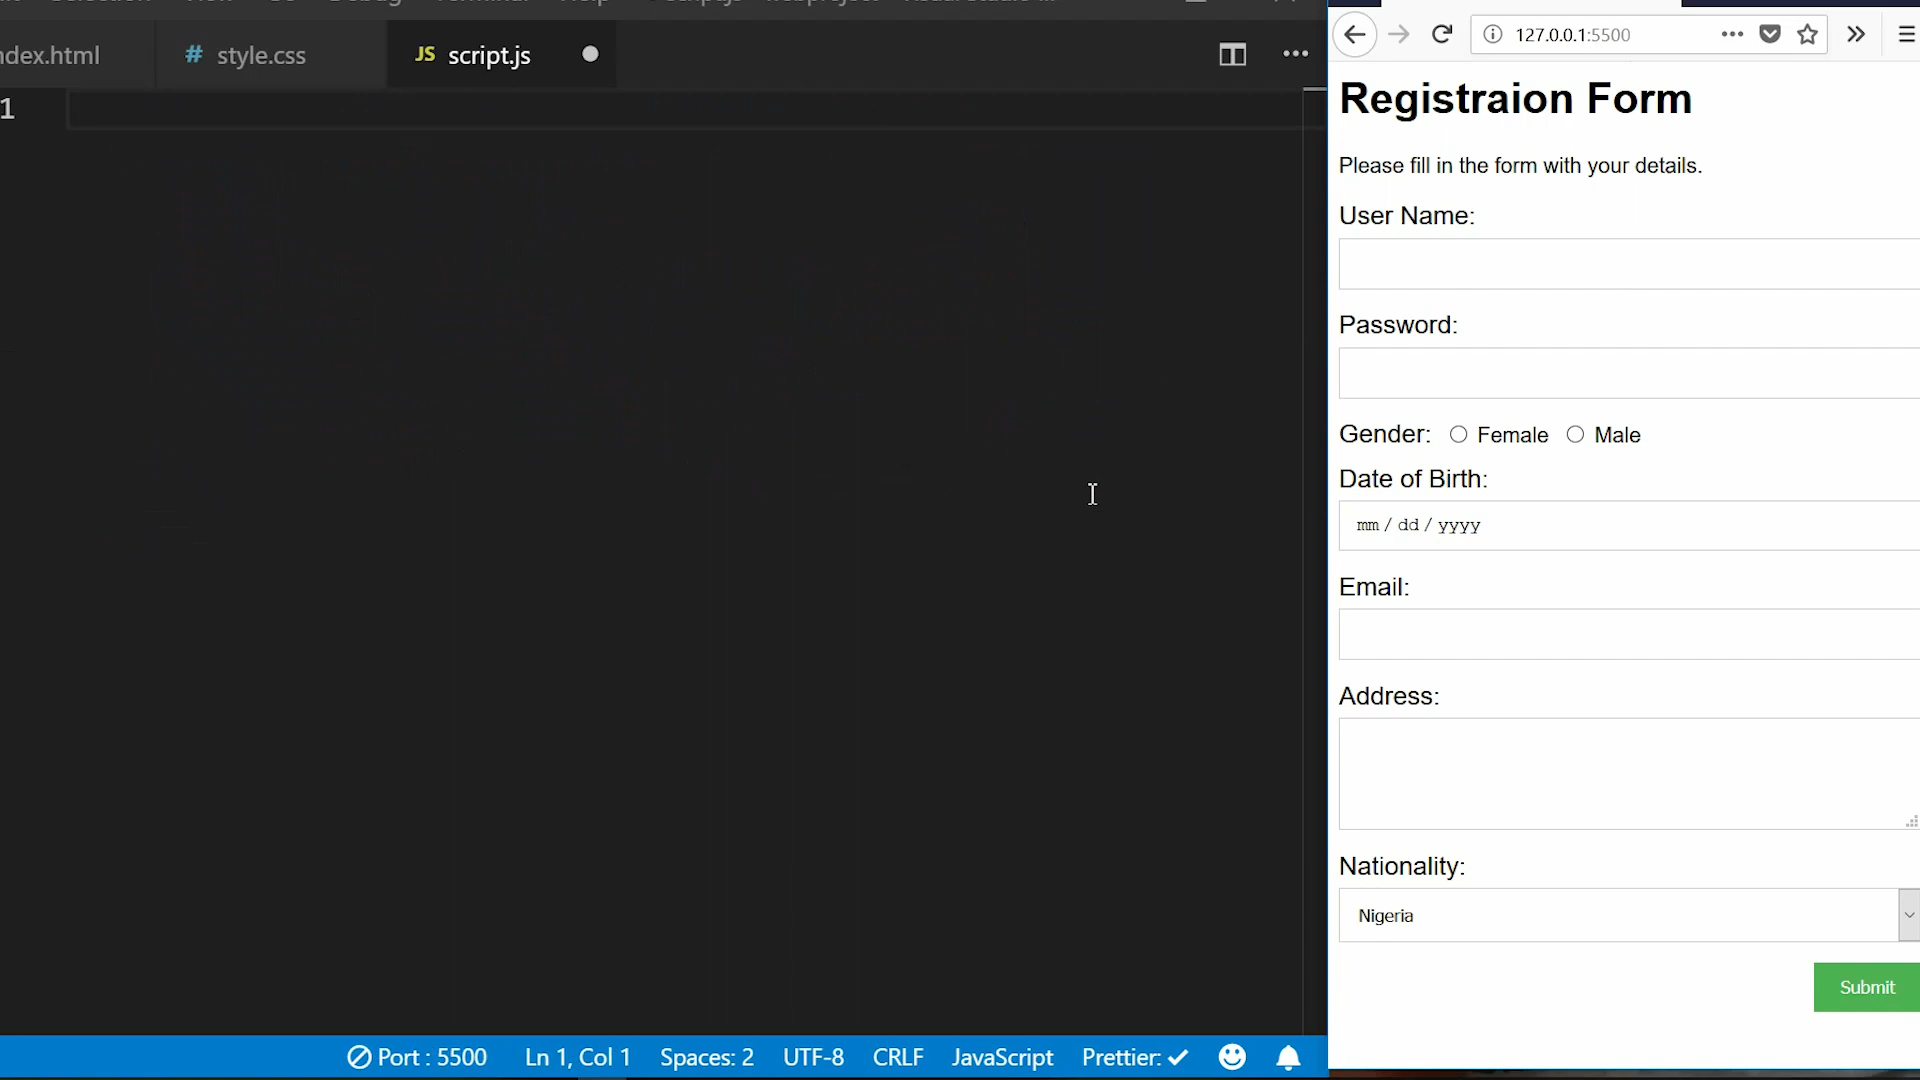 ndex.html
# style.css
JS script.js
1
Port : 5500
Ln 1, Col 1
Spaces: 2
UTF-8
CRLF
JavaScript
Prettier: ✓
127.0.0.1:5500
Registraion Form
Please fill in the form with your details.
User Name:
Password:
Gender: Female Male
Date of Birth:
mm / dd / yyyy
Email:
Address:
Nationality:
Nigeria
Submit